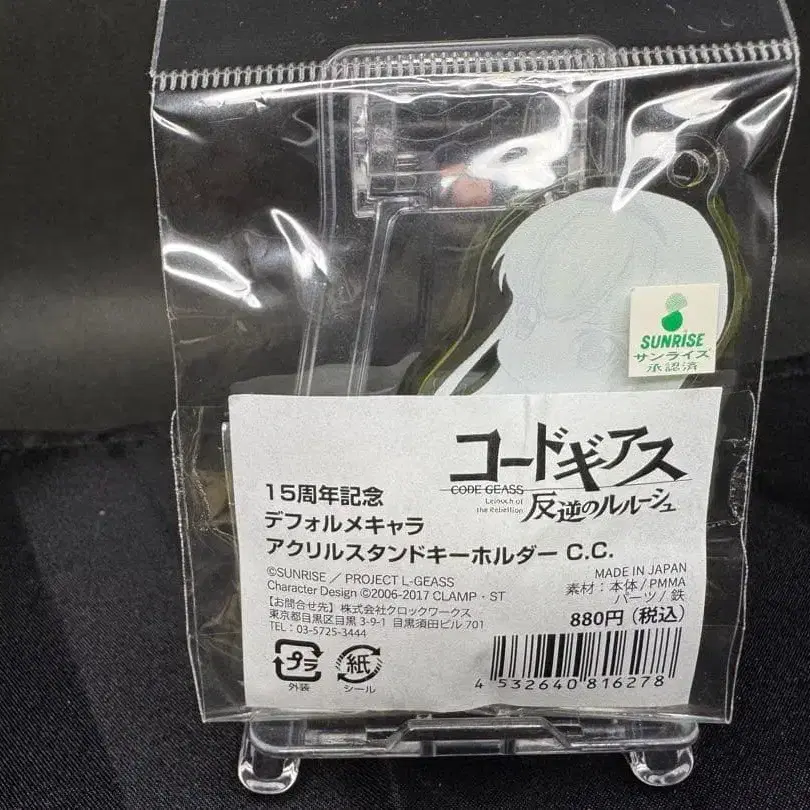 SUNRISE
サンライズ
承認済
コードギアス
CODE GEASS
Lelouch of
the Rebellion
反逆のルルーシュ
15周年記念
デフォルメキャラ
アクリルスタンドキーホルダー C.C.
©SUNRISE／PROJECT L-GEASS
Character Design ©2006-2017 CLAMP・ST
MADE IN JAPAN
素材：本体/PMMA
パーツ/鉄
【お問合せ先】株式会社クロックワークス
東京都目黒区目黒 3-9-1 目黒須田ビル 701
TEL：03-5725-3444
880円（税込）
プラ
外装
紙
シール
4 532640 816278